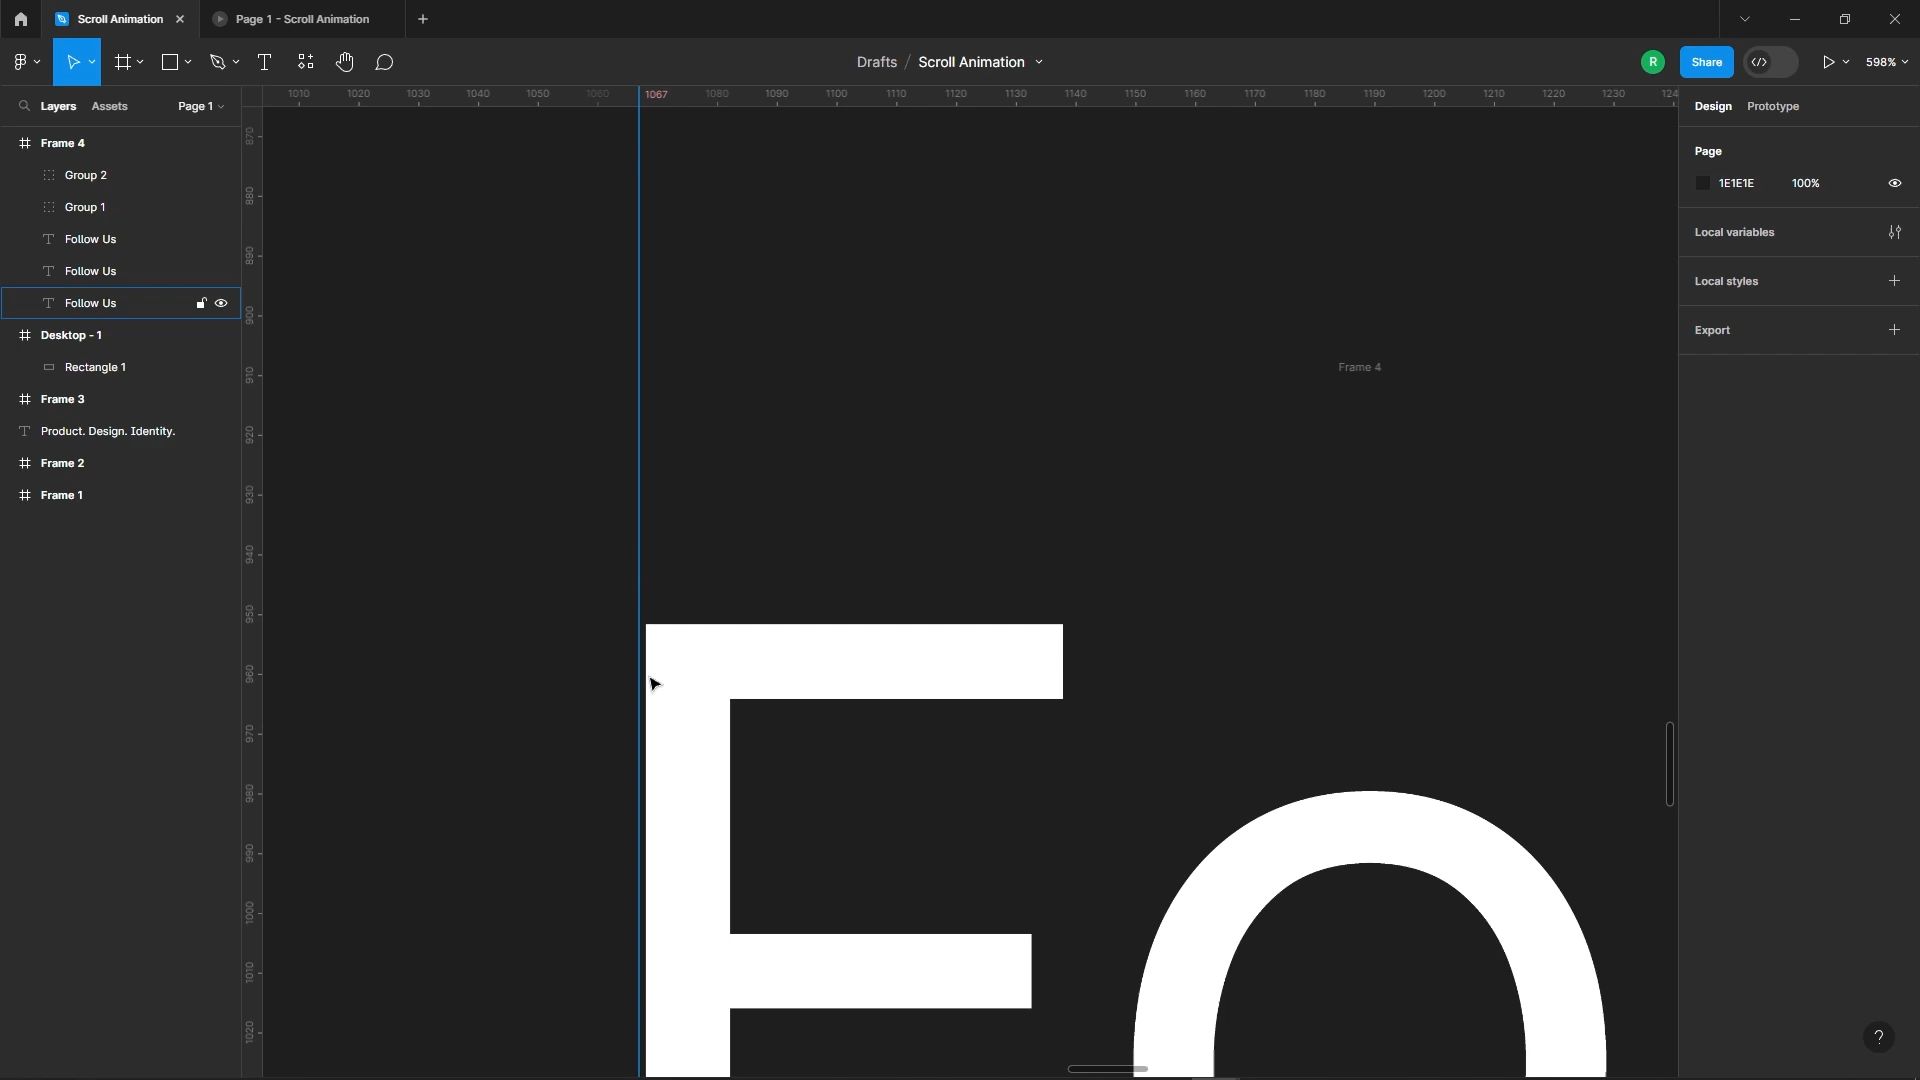 Scroll Animation
Page 1 - Scroll Animation
Drafts / Scroll Animation
R
Share
598%
Layers
Assets
Page 1
Design
Prototype
1010
1020
1030
1040
1050
1060
1067
1080
1090
1100
1110
1120
1130
1140
1150
1160
1170
1180
1190
1200
1210
1220
1230
124
870
880
890
900
910
920
930
940
950
960
970
980
990
1000
1010
1020
Frame 4
Group 2
Group 1
Follow Us
Follow Us
Follow Us
Desktop - 1
Rectangle 1
Frame 3
Product. Design. Identity.
Frame 2
Frame 1
Frame 4
Fo
Page
1E1E1E
100%
Local variables
Local styles
Export
?